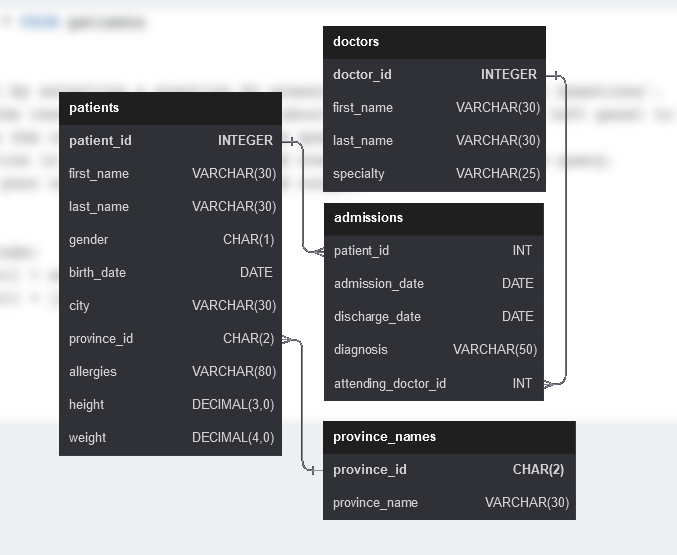 * FROM patients
doctors
doctor_id INTEGER
first_name VARCHAR(30)
last_name VARCHAR(30)
specialty VARCHAR(25)
patients
patient_id INTEGER
first_name VARCHAR(30)
last_name VARCHAR(30)
gender CHAR(1)
birth_date DATE
city VARCHAR(30)
province_id CHAR(2)
allergies VARCHAR(80)
height DECIMAL(3,0)
weight DECIMAL(4,0)
admissions
patient_id INT
admission_date DATE
discharge_date DATE
diagnosis VARCHAR(50)
attending_doctor_id INT
province_names
province_id CHAR(2)
province_name VARCHAR(30)